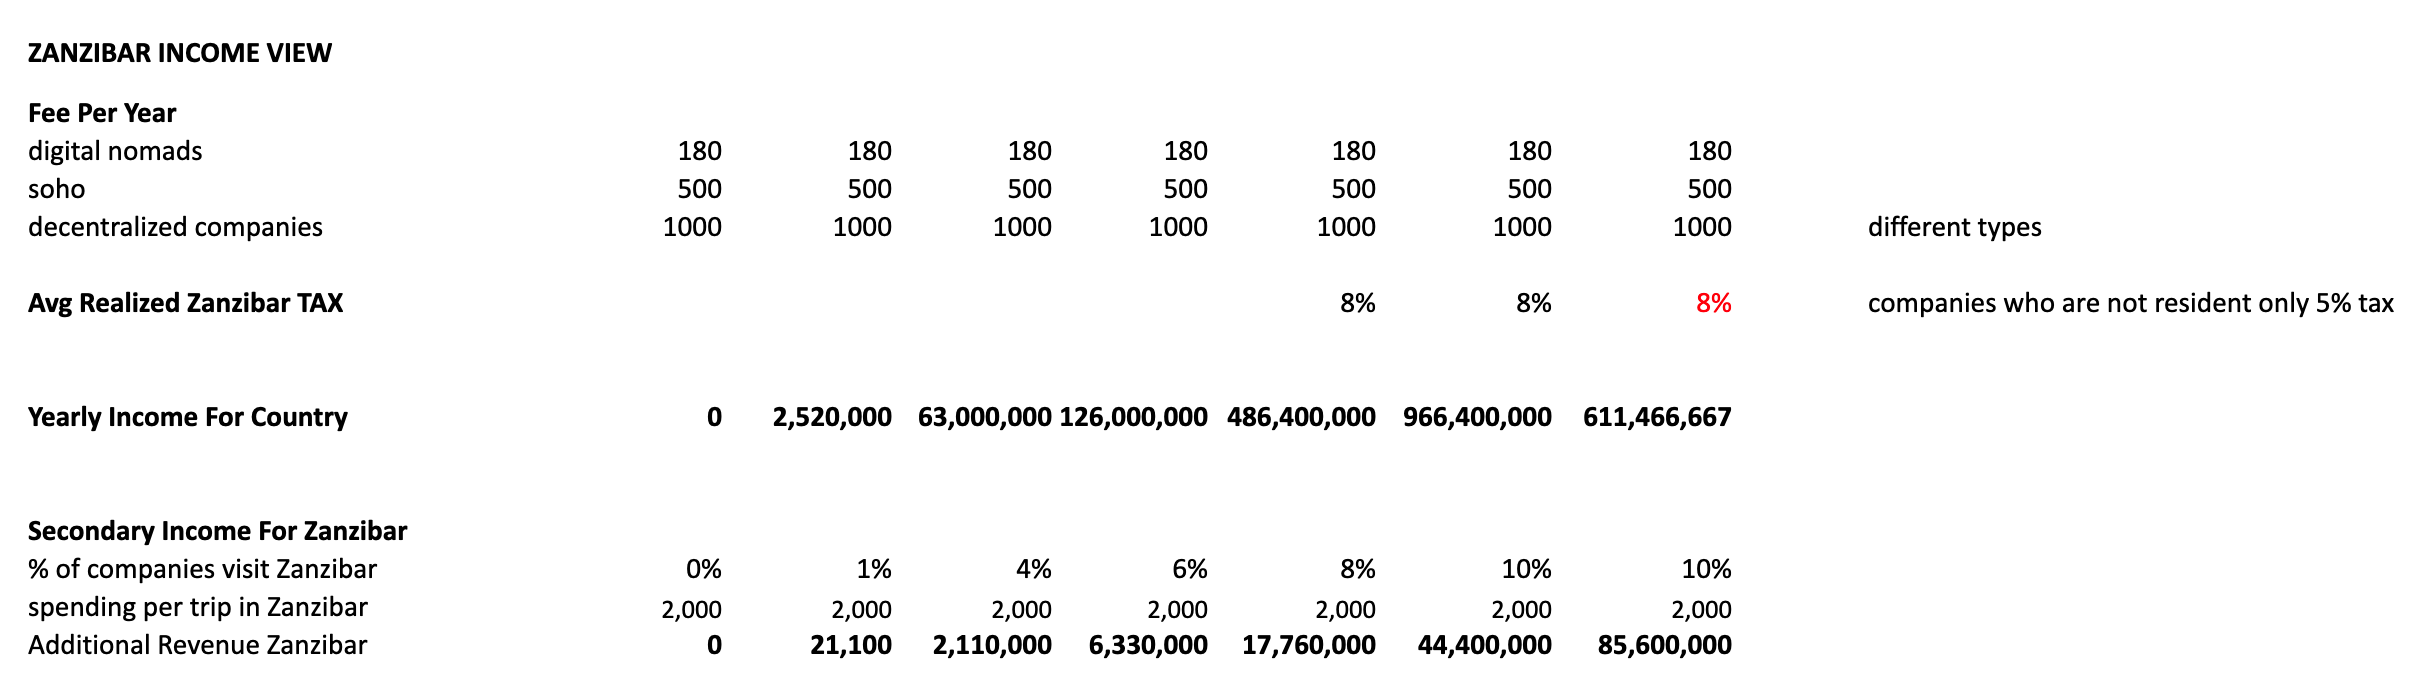 ZANZIBAR INCOME VIEW
Fee Per Year
digital nomads 180 180 180 180 180 180 180
soho 500 500 500 500 500 500 500
decentralized companies 1000 1000 1000 1000 1000 1000 1000 different types
Avg Realized Zanzibar TAX 8% 8% 8% companies who are not resident only 5% tax
Yearly Income For Country 0 2,520,000 63,000,000 126,000,000 486,400,000 966,400,000 611,466,667
Secondary Income For Zanzibar
% of companies visit Zanzibar 0% 1% 4% 6% 8% 10% 10%
spending per trip in Zanzibar 2,000 2,000 2,000 2,000 2,000 2,000 2,000
Additional Revenue Zanzibar 0 21,100 2,110,000 6,330,000 17,760,000 44,400,000 85,600,000